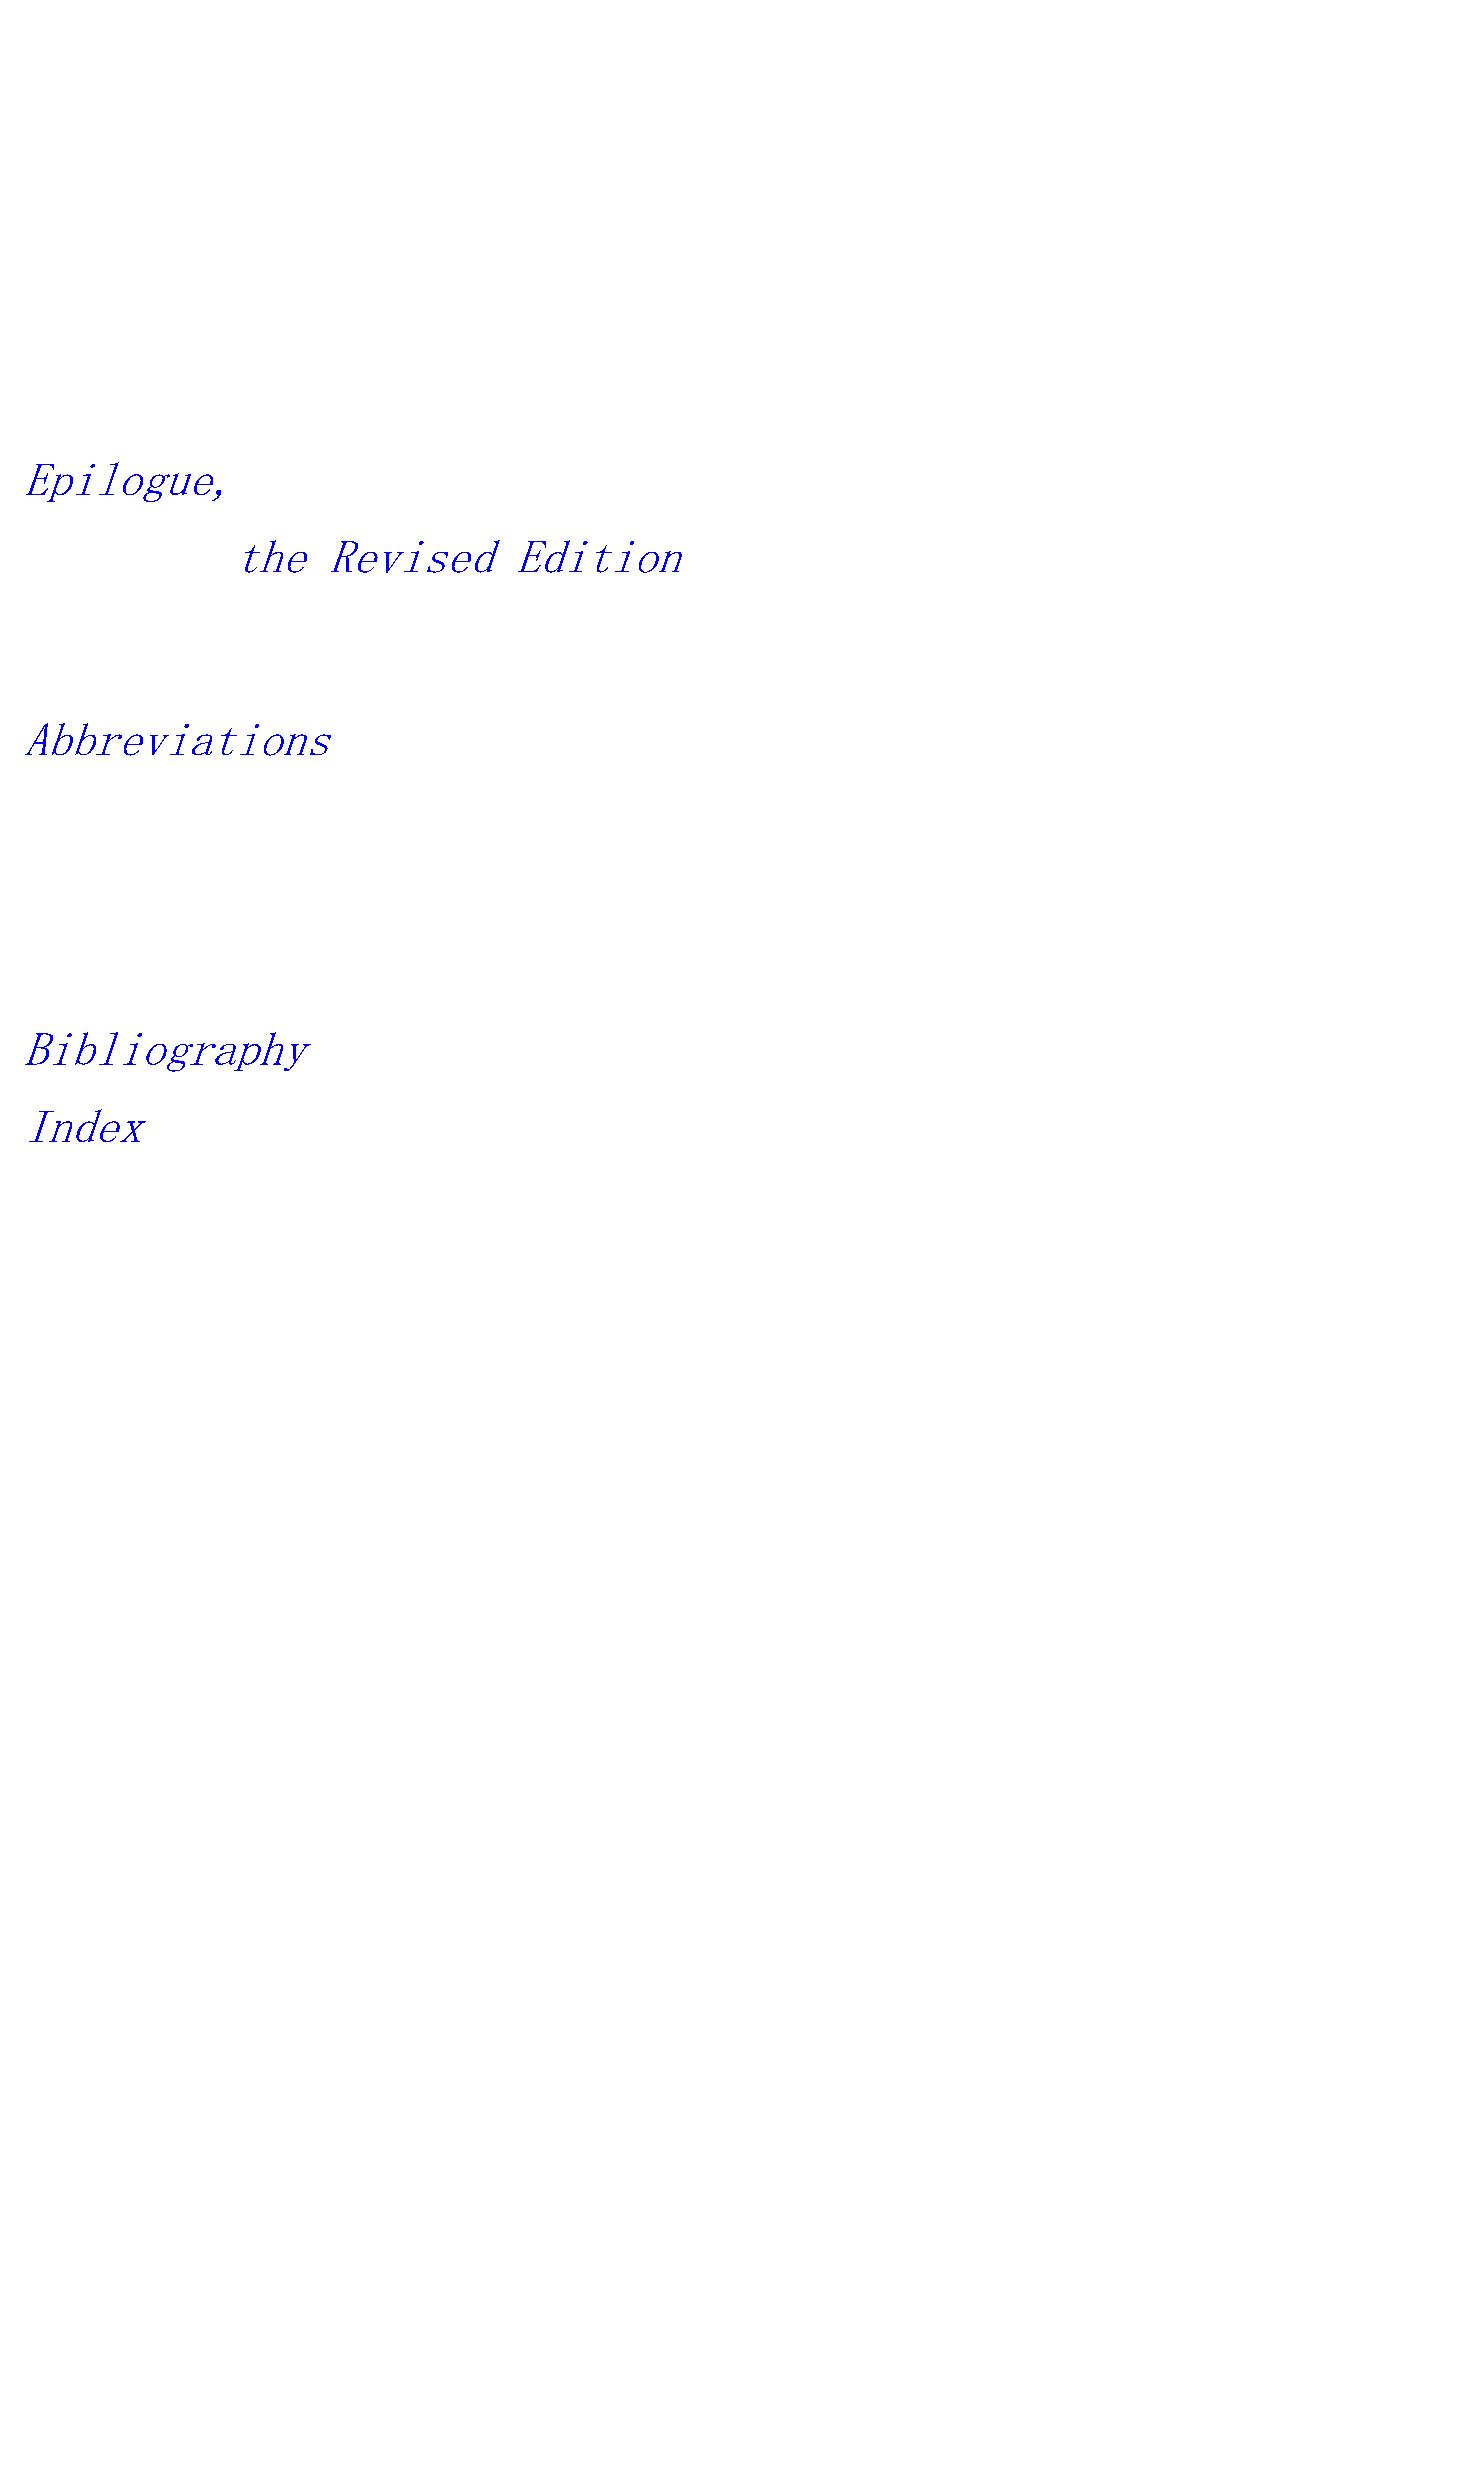 Epilogue,
the Revised Edition
Abbreviations
Bibliography
Index